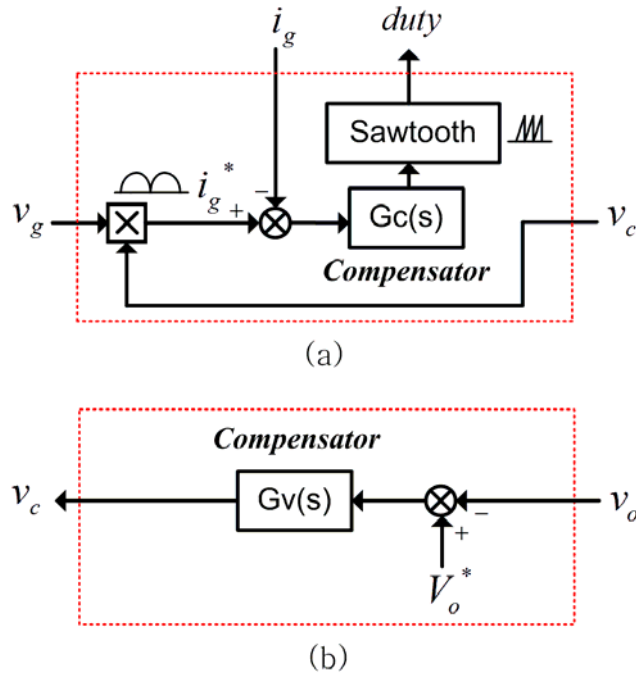 i_g
duty
Sawtooth
v_g
i_g^*
−
+
×
Gc(s)
v_c
Compensator
(a)
Compensator
v_c
Gv(s)
−
+
v_o
V_o^*
(b)